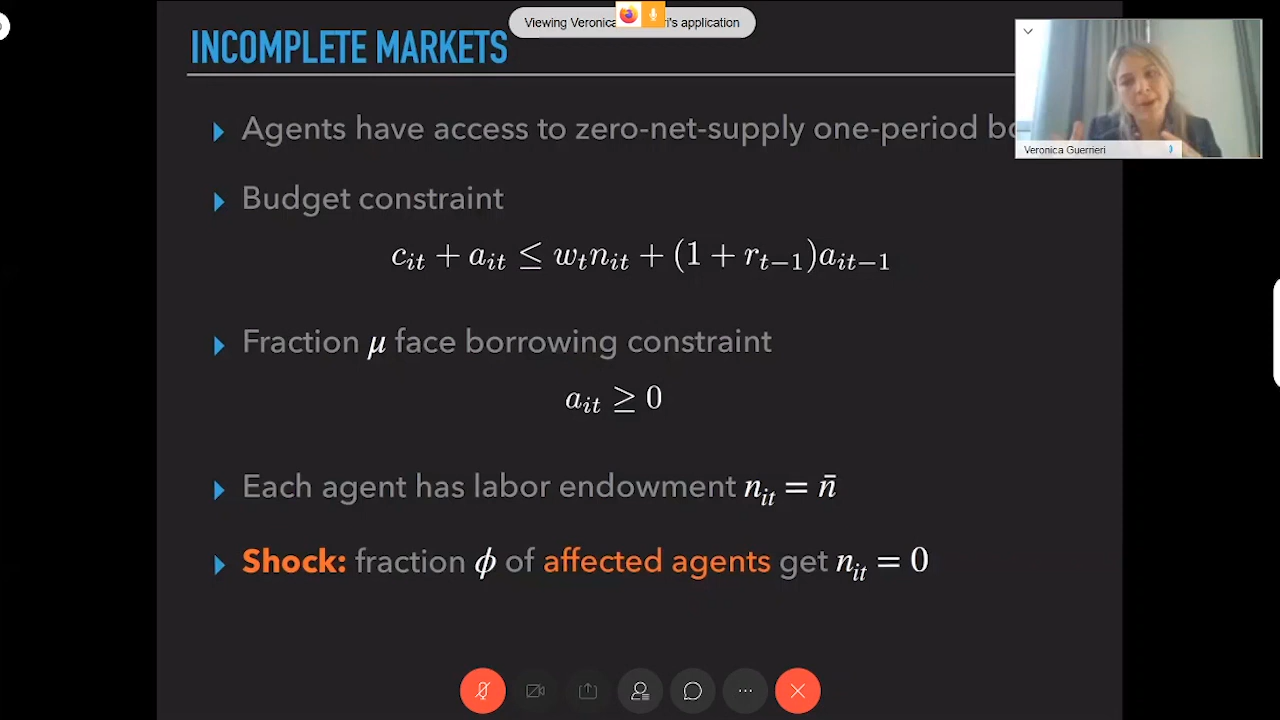 Viewing Veronica
ri's application
INCOMPLETE MARKETS
Veronica Guerrieri
Agents have access to zero-net-supply one-period
Budget constraint
c_{it} + a_{it} ≤ w_t n_{it} + (1 + r_{t−1})a_{it−1}
Fraction μ face borrowing constraint
a_{it} ≥ 0
Each agent has labor endowment n_{it} = n̄
Shock: fraction ϕ of affected agents get n_{it} = 0